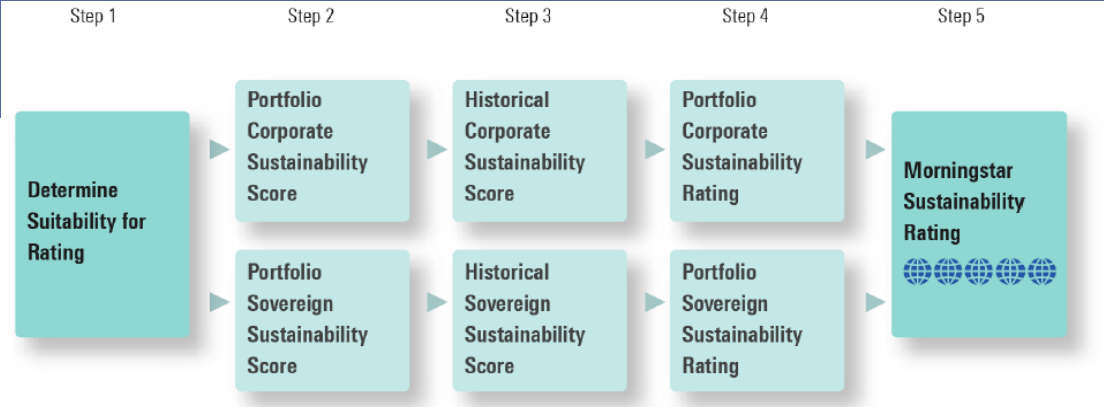 Step 1
Step 2
Step 3
Step 4
Step 5
Determine
Suitability for
Rating
Portfolio
Corporate
Sustainability
Score
Historical
Corporate
Sustainability
Score
Portfolio
Corporate
Sustainability
Rating
Portfolio
Sovereign
Sustainability
Score
Historical
Sovereign
Sustainability
Score
Portfolio
Sovereign
Sustainability
Rating
Morningstar
Sustainability
Rating